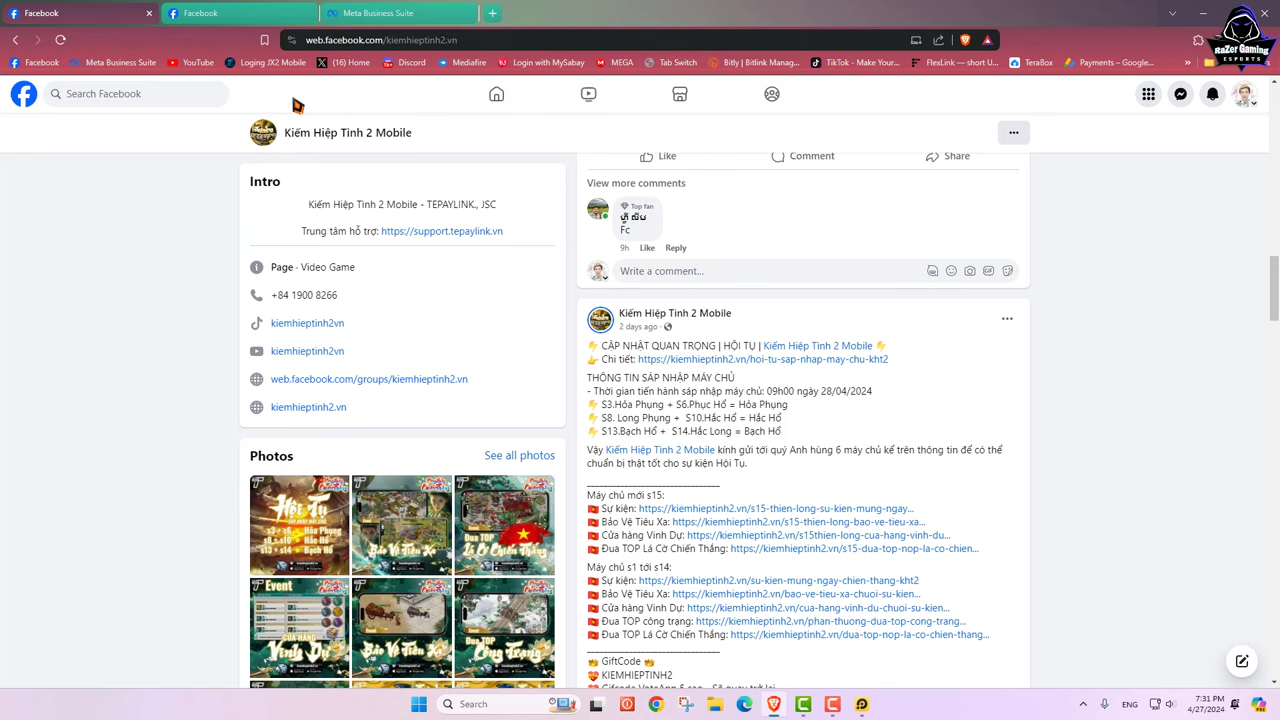 Facebook
Facebook
Meta Business Suite
web.facebook.com/kiemhieptinh2.vn
Facebook
Meta Business Suite
YouTube
Loging JX2 Mobile
(16) Home
Discord
Mediafire
Login with MySabay
MEGA
Tab Switch
Bitly | Bitlink Manag...
TikTok - Make Your...
FlexLink — short U...
TeraBox
Payments – Google...
RaZer Gaming
ESPORTS
Search Facebook
Kiếm Hiệp Tình 2 Mobile
Intro
Kiếm Hiệp Tình 2 Mobile - TEPAYLINK., JSC
Trung tâm hỗ trợ: https://support.tepaylink.vn
Page · Video Game
+84 1900 8266
kiemhieptinh2vn
kiemhieptinh2vn
web.facebook.com/groups/kiemhieptinh2.vn
kiemhieptinh2.vn
Photos
See all photos
Hội Tụ
Bảo Vệ Tiêu Xa
Đua TOP
Lá Cờ Chiến Thắng
Event
CỬA HÀNG
Vinh Dự
Bảo Vệ Tiêu Xa
Đua TOP
Công Trạng
Like
Comment
Share
View more comments
Top fan
Fc
9h Like Reply
Write a comment...
Kiếm Hiệp Tình 2 Mobile
2 days ago ·
CẬP NHẬT QUAN TRỌNG | HỘI TỤ | Kiếm Hiệp Tình 2 Mobile
Chi tiết: https://kiemhieptinh2.vn/hoi-tu-sap-nhap-may-chu-kht2
THÔNG TIN SÁP NHẬP MÁY CHỦ
- Thời gian tiến hành sáp nhập máy chủ: 09h00 ngày 28/04/2024
S3.Hỏa Phụng + S6.Phục Hổ = Hỏa Phụng
S8. Long Phụng + S10.Hắc Hổ = Hắc Hổ
S13.Bạch Hổ + S14.Hắc Long = Bạch Hổ
Vậy Kiếm Hiệp Tình 2 Mobile kính gửi tới quý Anh hùng 6 máy chủ kể trên thông tin để có thể
chuẩn bị thật tốt cho sự kiện Hội Tụ.
Máy chủ mới s15:
Sự kiện: https://kiemhieptinh2.vn/s15-thien-long-su-kien-mung-ngay...
Bảo Vệ Tiêu Xa: https://kiemhieptinh2.vn/s15-thien-long-bao-ve-tieu-xa...
Cửa hàng Vinh Dự: https://kiemhieptinh2.vn/s15thien-long-cua-hang-vinh-du...
Đua TOP Lá Cờ Chiến Thắng: https://kiemhieptinh2.vn/s15-dua-top-nop-la-co-chien...
Máy chủ s1 tới s14:
Sự kiện: https://kiemhieptinh2.vn/su-kien-mung-ngay-chien-thang-kht2
Bảo Vệ Tiêu Xa: https://kiemhieptinh2.vn/bao-ve-tieu-xa-chuoi-su-kien...
Cửa hàng Vinh Dự: https://kiemhieptinh2.vn/cua-hang-vinh-du-chuoi-su-kien...
Đua TOP công trạng: https://kiemhieptinh2.vn/phan-thuong-dua-top-cong-trang...
Đua TOP Lá Cờ Chiến Thắng: https://kiemhieptinh2.vn/dua-top-nop-la-co-chien-thang...
GiftCode
KIEMHIEPTINH2
Search
ENG
7:31 PM
4/27/2024